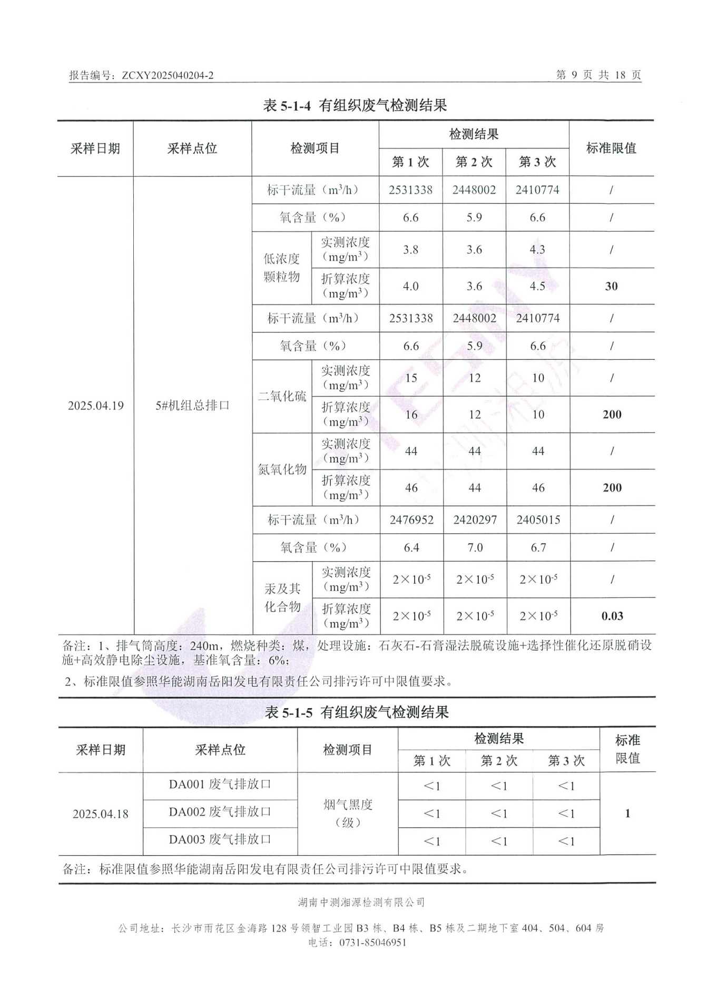 报告编号：ZCXY2025040204-2 第 9 页 共 18 页
表 5-1-4 有组织废气检测结果
采样日期 采样点位 检测项目 检测结果 标准限值
第 1 次 第 2 次 第 3 次
2025.04.19 5#机组总排口
标干流量（m³/h） 2531338 2448002 2410774 /
氧含量（%） 6.6 5.9 6.6 /
低浓度颗粒物 实测浓度（mg/m³） 3.8 3.6 4.3 /
折算浓度（mg/m³） 4.0 3.6 4.5 30
标干流量（m³/h） 2531338 2448002 2410774 /
氧含量（%） 6.6 5.9 6.6 /
二氧化硫 实测浓度（mg/m³） 15 12 10 /
折算浓度（mg/m³） 16 12 10 200
氮氧化物 实测浓度（mg/m³） 44 44 44 /
折算浓度（mg/m³） 46 44 46 200
标干流量（m³/h） 2476952 2420297 2405015 /
氧含量（%） 6.4 7.0 6.7 /
汞及其化合物 实测浓度（mg/m³） 2×10⁻⁵ 2×10⁻⁵ 2×10⁻⁵ /
折算浓度（mg/m³） 2×10⁻⁵ 2×10⁻⁵ 2×10⁻⁵ 0.03
备注：1、排气筒高度：240m，燃烧种类：煤，处理设施：石灰石-石膏湿法脱硫设施+选择性催化还原脱硝设
施+高效静电除尘设施，基准氧含量：6%；
2、标准限值参照华能湖南岳阳发电有限责任公司排污许可中限值要求。
表 5-1-5 有组织废气检测结果
采样日期 采样点位 检测项目 检测结果 标准限值
第 1 次 第 2 次 第 3 次
2025.04.18 烟气黑度（级） 1
DA001 废气排放口 ＜1 ＜1 ＜1
DA002 废气排放口 ＜1 ＜1 ＜1
DA003 废气排放口 ＜1 ＜1 ＜1
备注：标准限值参照华能湖南岳阳发电有限责任公司排污许可中限值要求。
湖南中测湘源检测有限公司
公司地址：长沙市雨花区金海路 128 号领智工业园 B3 栋、B4 栋、B5 栋及二期地下室 404、504、604 房
电话：0731-85046951